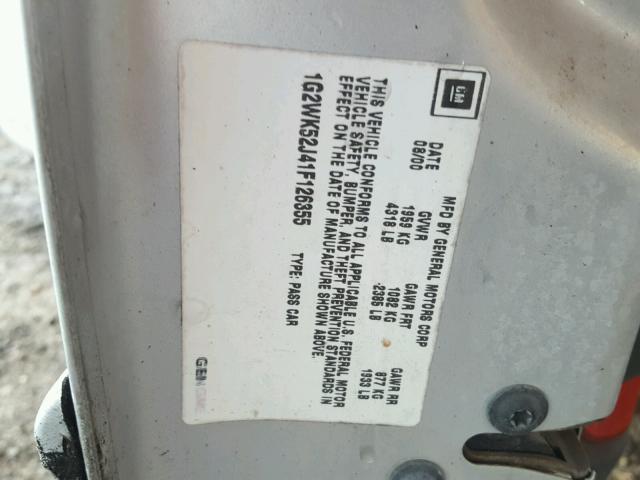 GM
MFD BY GENERAL MOTORS CORP
DATE GVWR GAWR FRT GAWR RR
08/00 1959 KG 1082 KG 877 KG
4318 LB 2385 LB 1933 LB
THIS VEHICLE CONFORMS TO ALL APPLICABLE U.S. FEDERAL MOTOR
VEHICLE SAFETY, BUMPER, AND THEFT PREVENTION STANDARDS IN
EFFECT ON THE DATE OF MANUFACTURE SHOWN ABOVE.
1G2WK52J41F126355 TYPE: PASS CAR